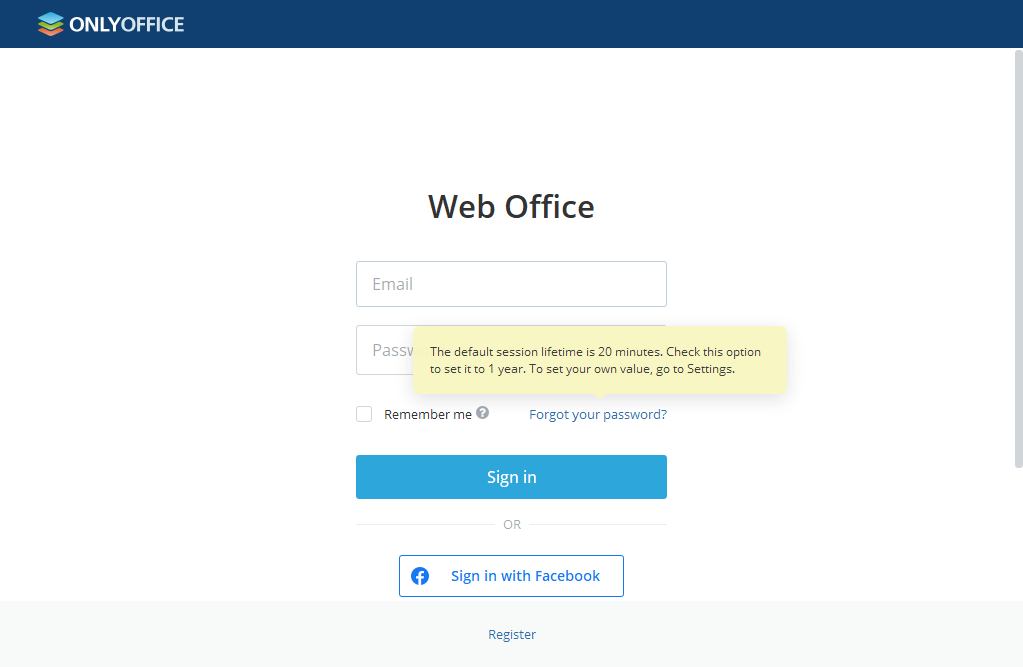 ONLYOFFICE
Web Office
Email
Passw
The default session lifetime is 20 minutes. Check this option
to set it to 1 year. To set your own value, go to Settings.
Remember me ?
Forgot your password?
Sign in
OR
Sign in with Facebook
Register